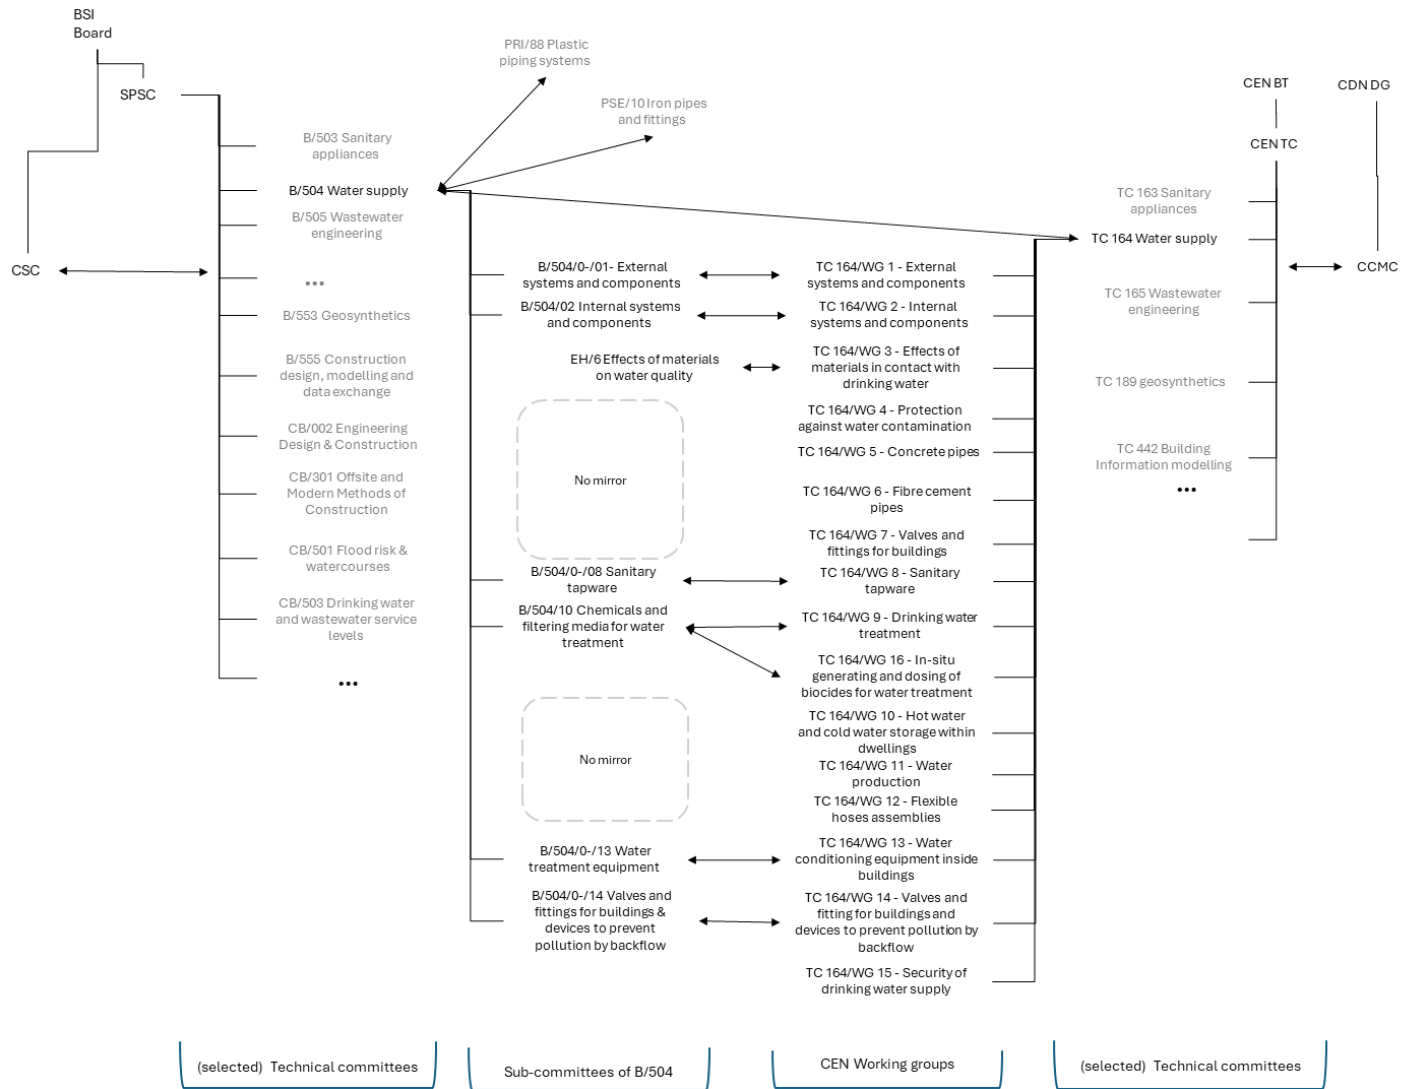 BSI
Board
SPSC
CSC
B/503 Sanitary
appliances
B/504 Water supply
B/505 Wastewater
engineering
...
B/553 Geosynthetics
B/555 Construction
design, modelling and
data exchange
CB/002 Engineering
Design & Construction
CB/301 Offsite and
Modern Methods of
Construction
CB/501 Flood risk &
watercourses
CB/503 Drinking water
and wastewater service
levels
...
(selected) Technical committees
PRI/88 Plastic
piping systems
PSE/10 Iron pipes
and fittings
B/504/0-/01- External
systems and components
B/504/02 Internal systems
and components
EH/6 Effects of materials
on water quality
No mirror
B/504/0-/08 Sanitary
tapware
B/504/10 Chemicals and
filtering media for water
treatment
No mirror
B/504/0-/13 Water
treatment equipment
B/504/0-/14 Valves and
fittings for buildings &
devices to prevent
pollution by backflow
Sub-committees of B/504
TC 164/WG 1 - External
systems and components
TC 164/WG 2 - Internal
systems and components
TC 164/WG 3 - Effects of
materials in contact with
drinking water
TC 164/WG 4 - Protection
against water contamination
TC 164/WG 5 - Concrete pipes
TC 164/WG 6 - Fibre cement
pipes
TC 164/WG 7 - Valves and
fittings for buildings
TC 164/WG 8 - Sanitary
tapware
TC 164/WG 9 - Drinking water
treatment
TC 164/WG 16 - In-situ
generating and dosing of
biocides for water treatment
TC 164/WG 10 - Hot water
and cold water storage within
dwellings
TC 164/WG 11 - Water
production
TC 164/WG 12 - Flexible
hoses assemblies
TC 164/WG 13 - Water
conditioning equipment inside
buildings
TC 164/WG 14 - Valves and
fitting for buildings and
devices to prevent pollution by
backflow
TC 164/WG 15 - Security of
drinking water supply
CEN Working groups
CEN BT
CDN DG
CEN TC
TC 163 Sanitary
appliances
TC 164 Water supply
CCMC
TC 165 Wastewater
engineering
TC 189 geosynthetics
TC 442 Building
Information modelling
...
(selected) Technical committees